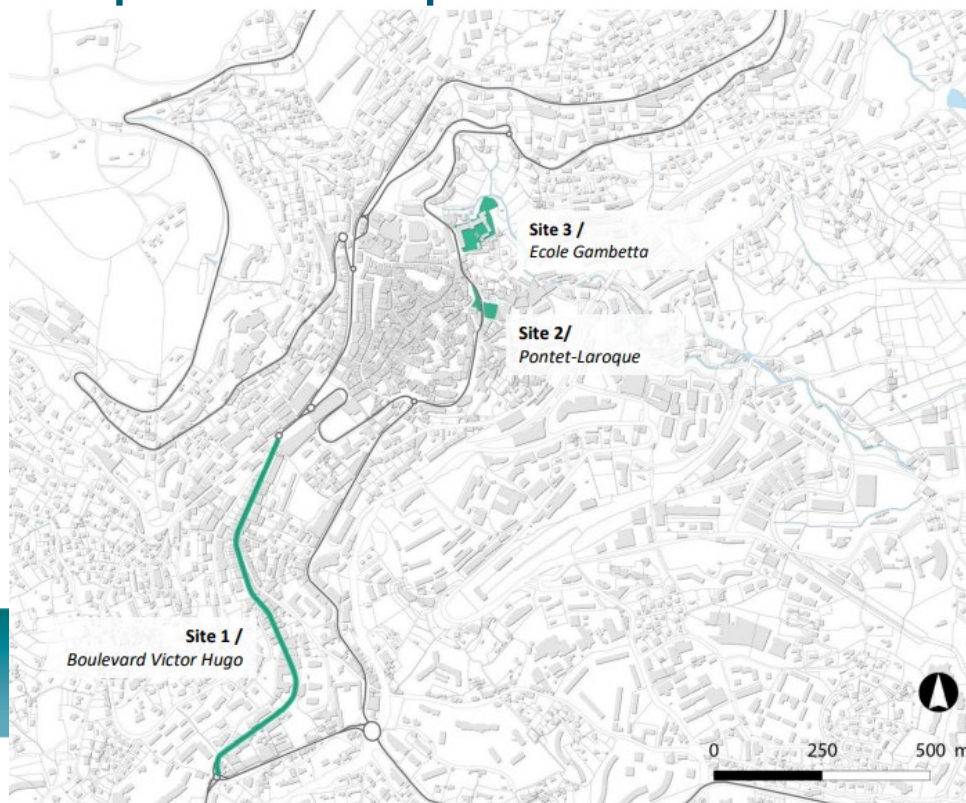 Site 3 /
Ecole Gambetta
Site 2/
Pontet-Laroque
Site 1 /
Boulevard Victor Hugo
0 250 500 m